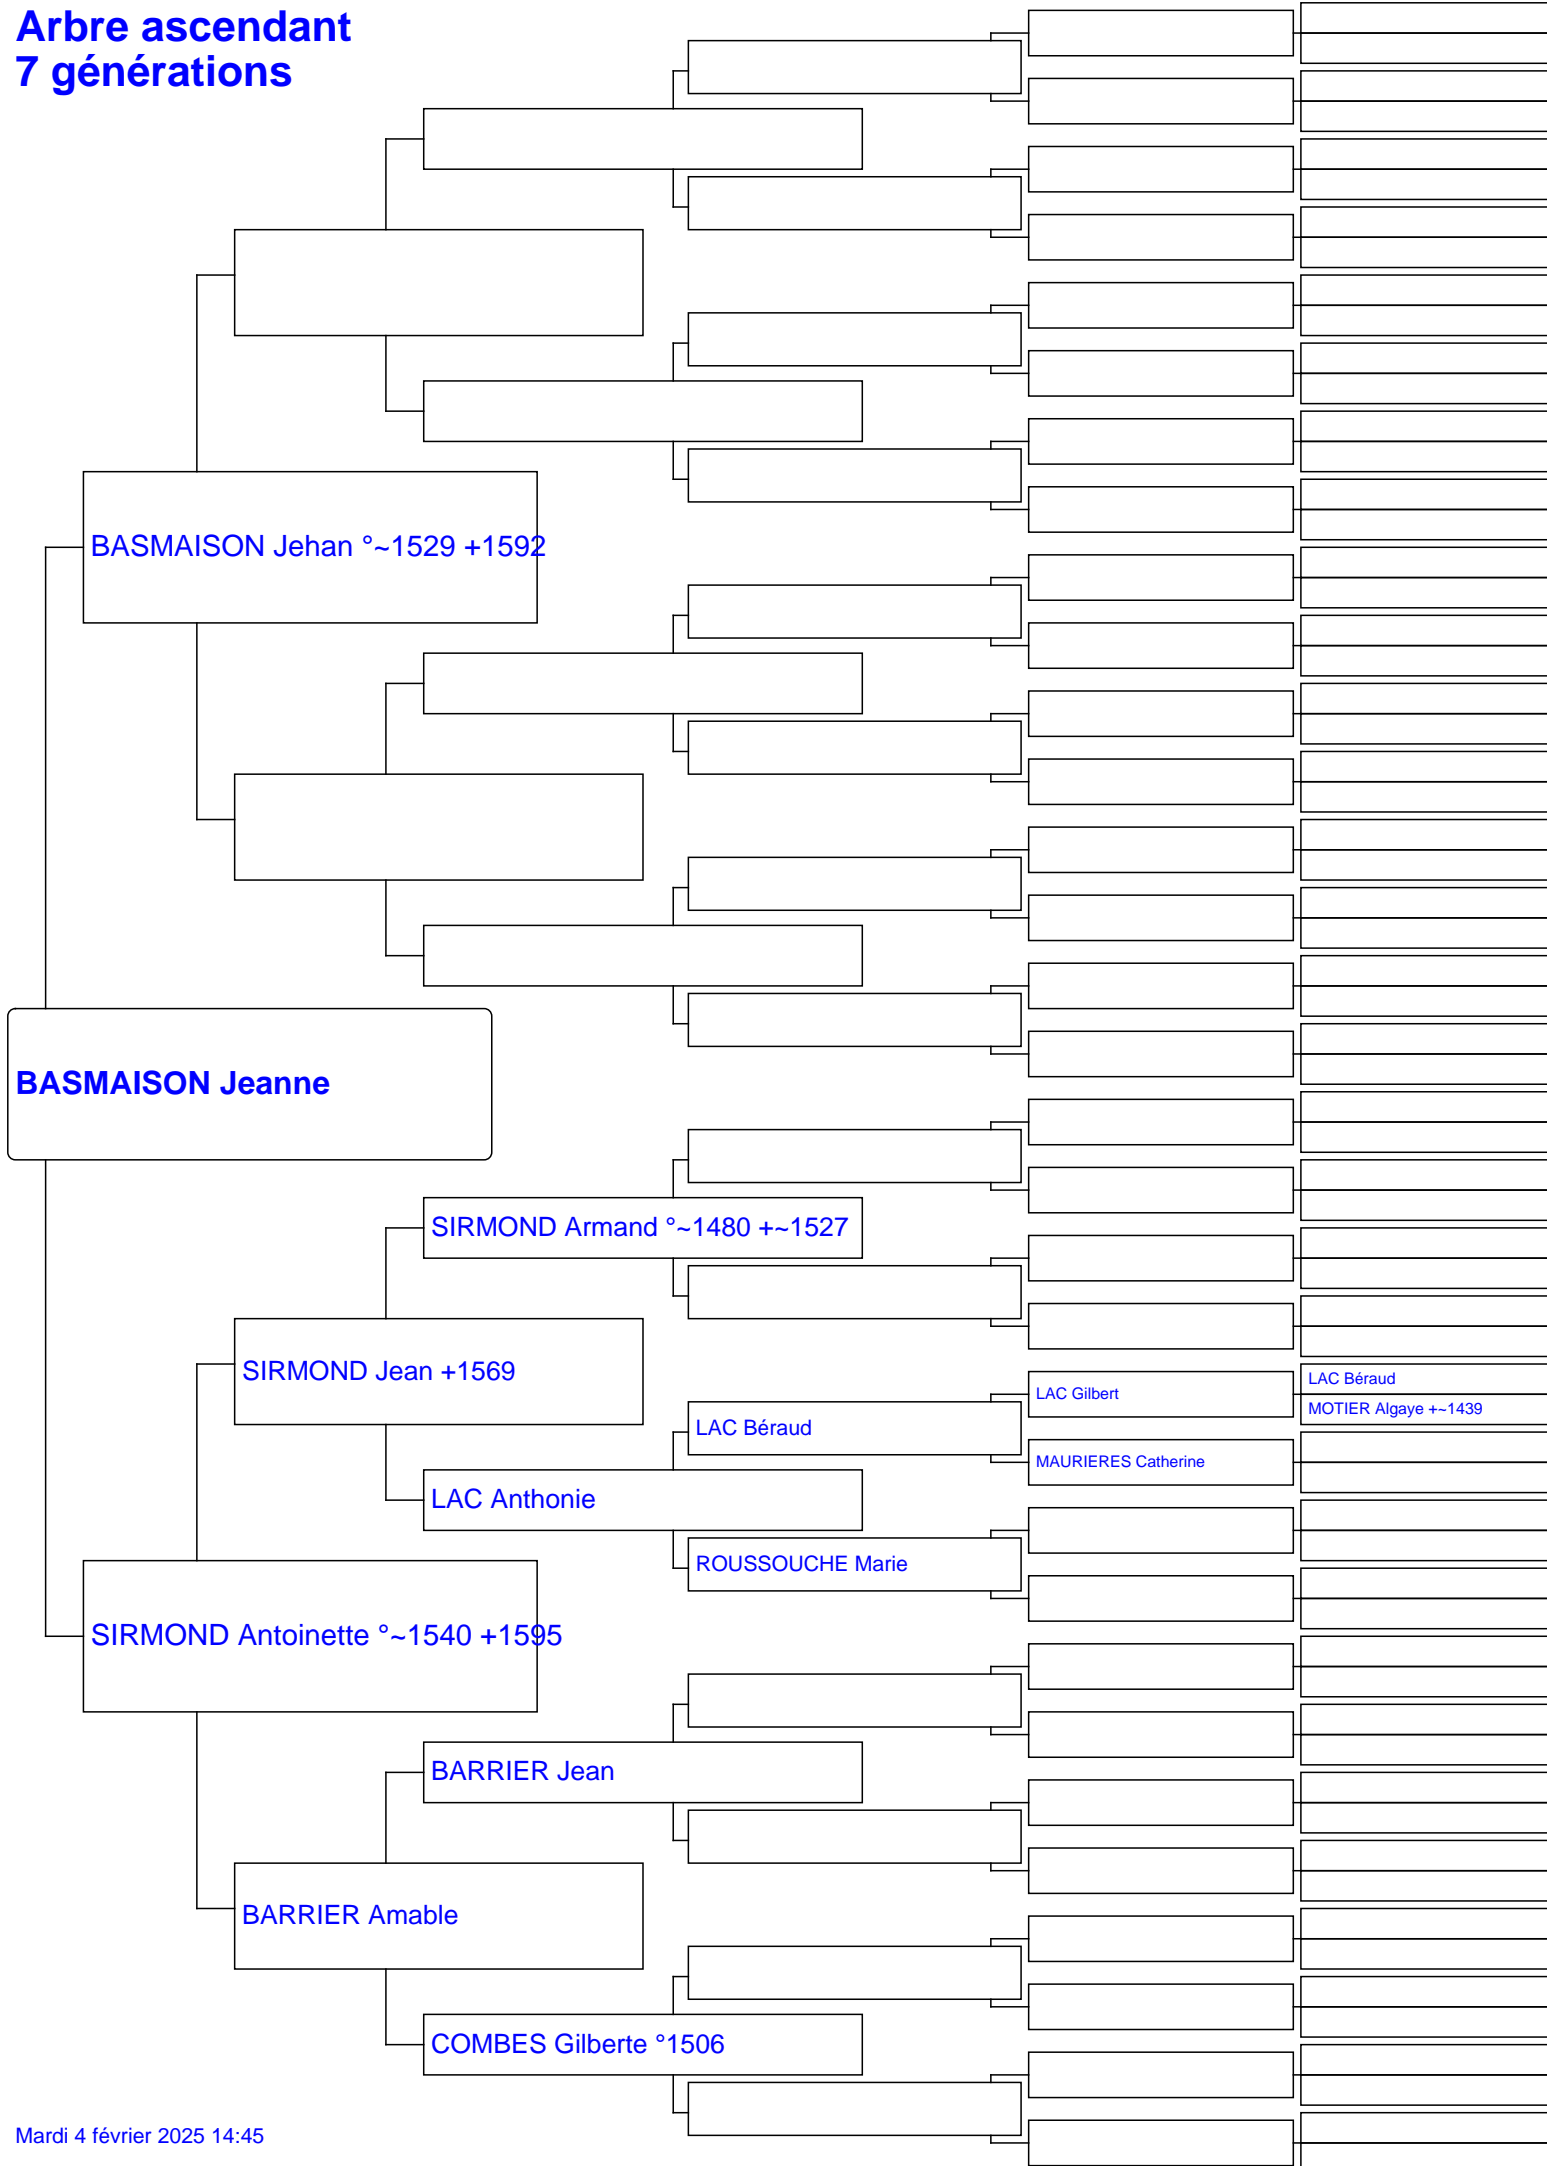 Arbre ascendant
7 générations
BASMAISON Jehan °~1529 +1592
BASMAISON Jeanne
SIRMOND Armand °~1480 +~1527
SIRMOND Jean +1569
LAC Béraud
LAC Gilbert
MOTIER Algaye +~1439
LAC Béraud
MAURIERES Catherine
LAC Anthonie
ROUSSOUCHE Marie
SIRMOND Antoinette °~1540 +1595
BARRIER Jean
BARRIER Amable
COMBES Gilberte °1506
Mardi 4 février 2025 14:45